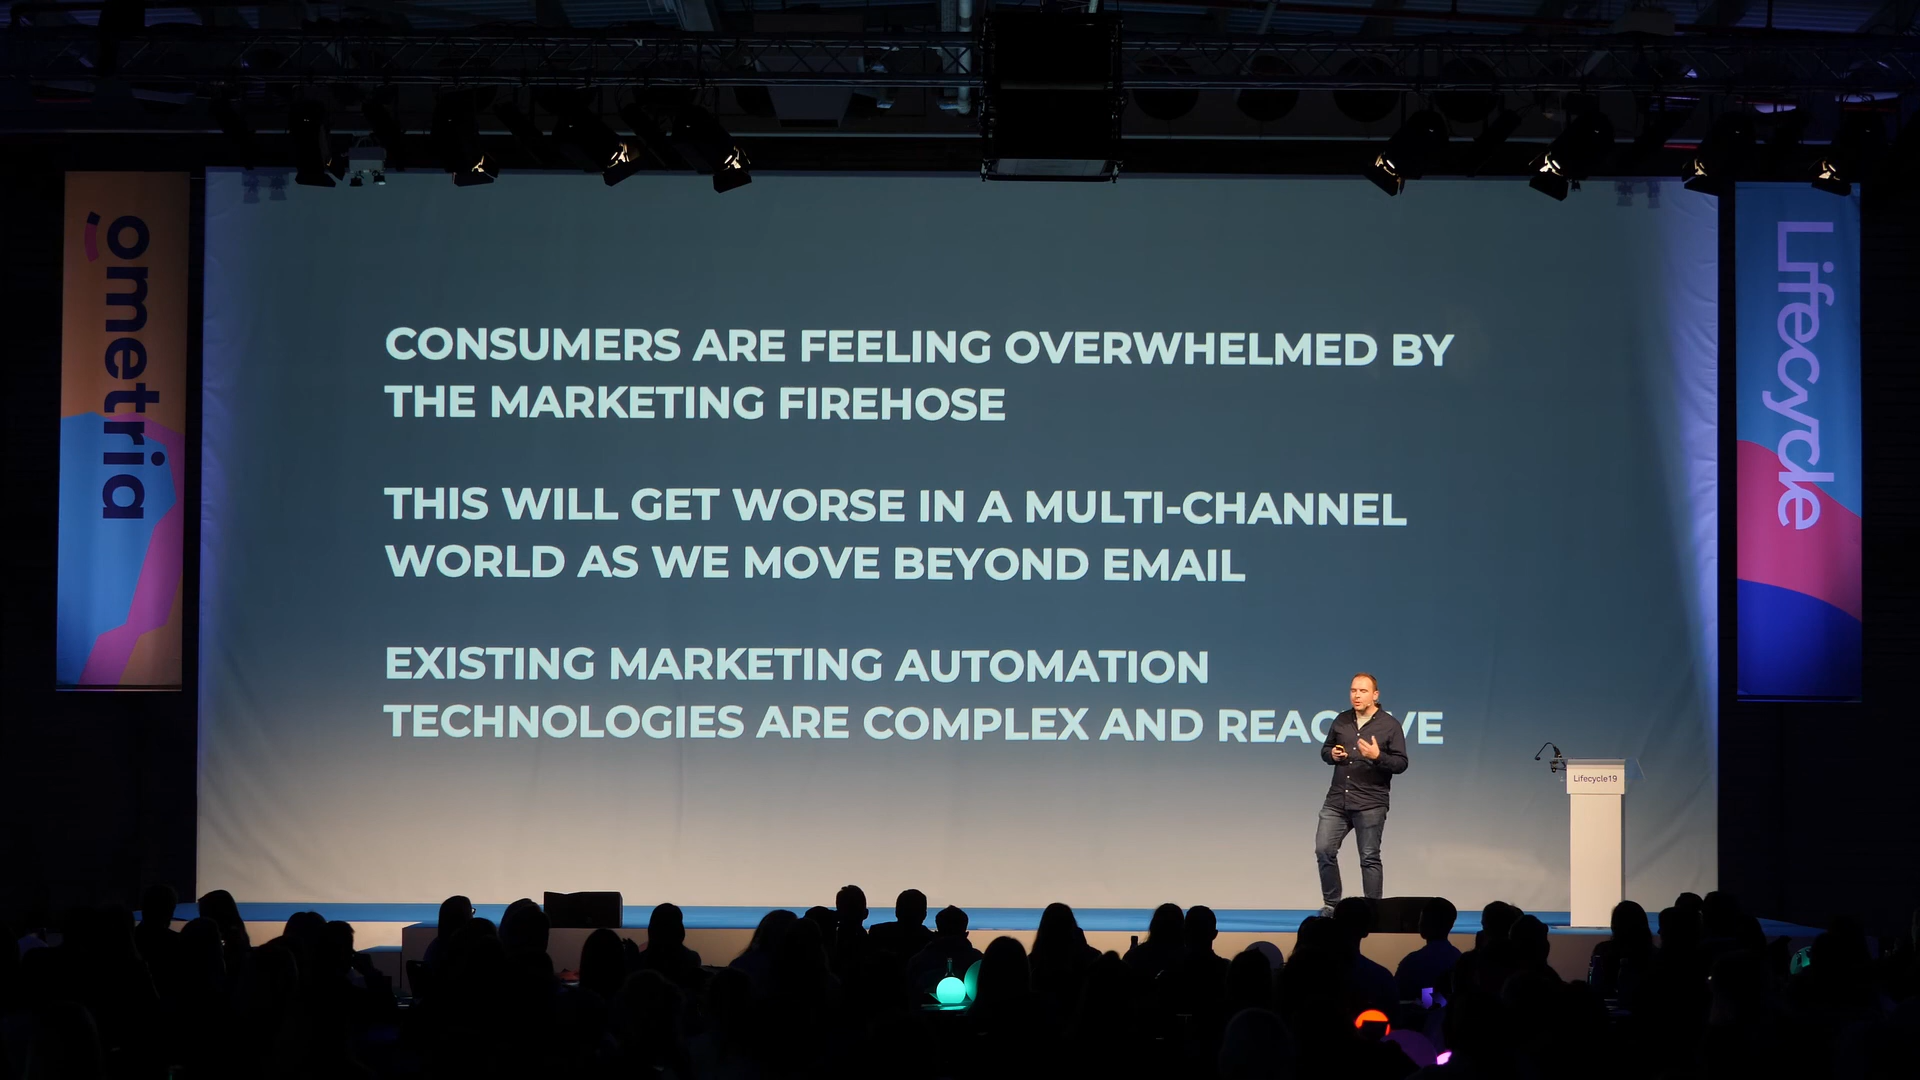 ometria
Lifecycle
CONSUMERS ARE FEELING OVERWHELMED BY
THE MARKETING FIREHOSE
THIS WILL GET WORSE IN A MULTI-CHANNEL
WORLD AS WE MOVE BEYOND EMAIL
EXISTING MARKETING AUTOMATION
TECHNOLOGIES ARE COMPLEX AND
Lifecycle19